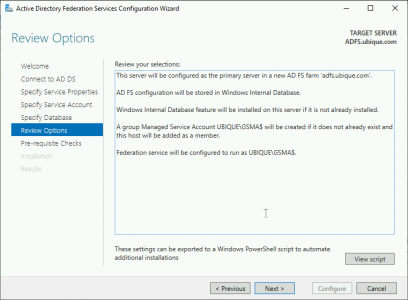 Active Directory Federation Services Configuration Wizard
Review Options
TARGET SERVER
ADFS.ubique.com
Welcome
Connect to AD DS
Specify Service Properties
Specify Service Account
Specify Database
Review Options
Pre-requisite Checks
Installation
Results
Review your selections:
This server will be configured as the primary server in a new AD FS farm 'adfs.ubique.com'.
AD FS configuration will be stored in Windows Internal Database.
Windows Internal Database feature will be installed on this server if it is not already installed.
A group Managed Service Account UBIQUE\GSMA$ will be created if it does not already exist and
this host will be added as a member.
Federation service will be configured to run as UBIQUE\GSMA$.
These settings can be exported to a Windows PowerShell script to automate
additional installations
View script
< Previous
Next >
Configure
Cancel